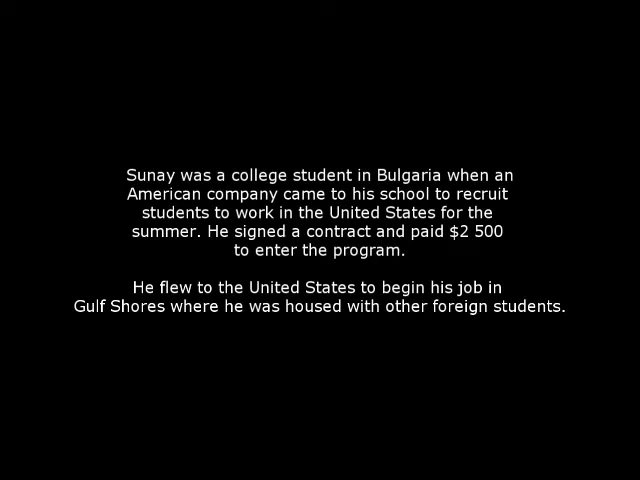 Sunay was a college student in Bulgaria when an
American company came to his school to recruit
students to work in the United States for the
summer. He signed a contract and paid $2 500
to enter the program.
He flew to the United States to begin his job in
Gulf Shores where he was housed with other foreign students.